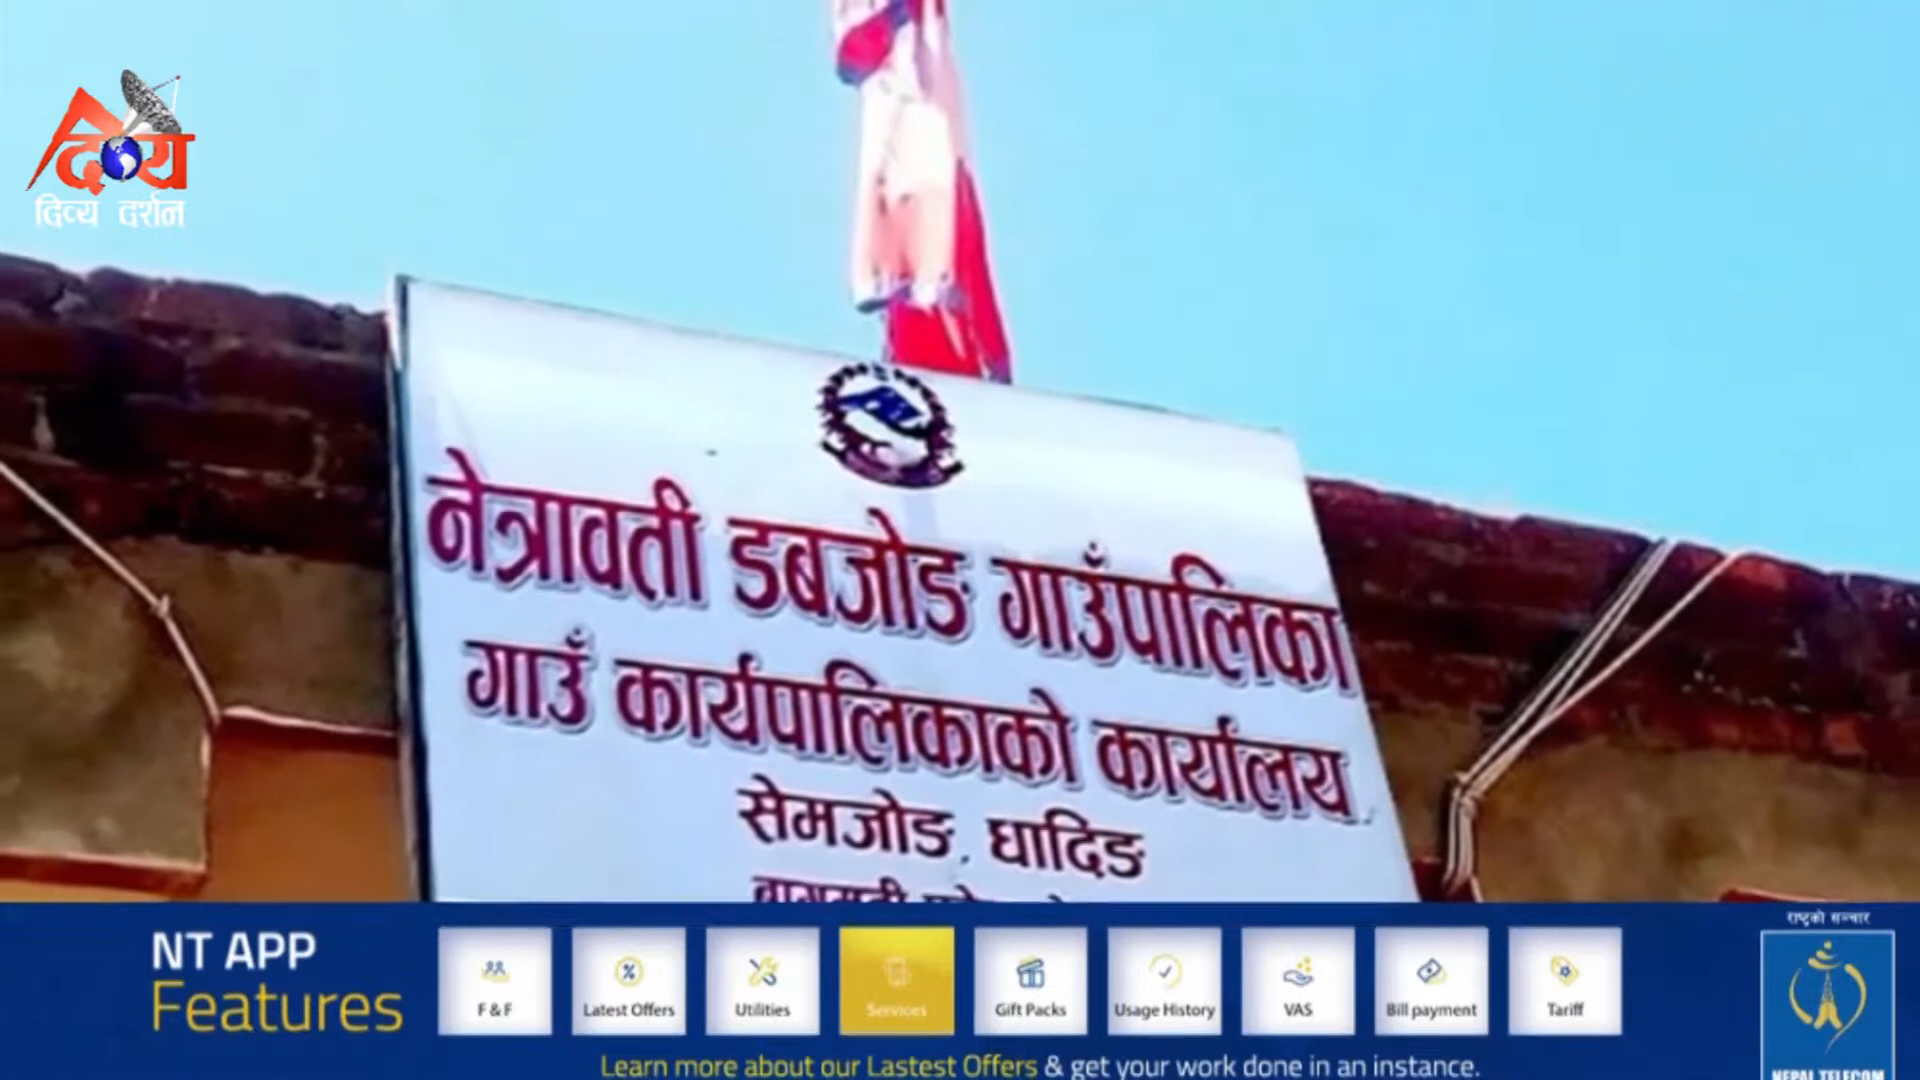 दिव्य
दिव्य दर्शन
नेत्रावती डबजोङ गाउँपालिका
गाउँ कार्यपालिकाको कार्यालय
सेमजोङ, धादिङ
NT APP
Features
F & F
Latest Offers
Utilities
Services
Gift Packs
Usage History
VAS
Bill payment
Tariff
Learn more about our Lastest Offers & get your work done in an instance.
राष्ट्रको सञ्चार
NEPAL TELECOM